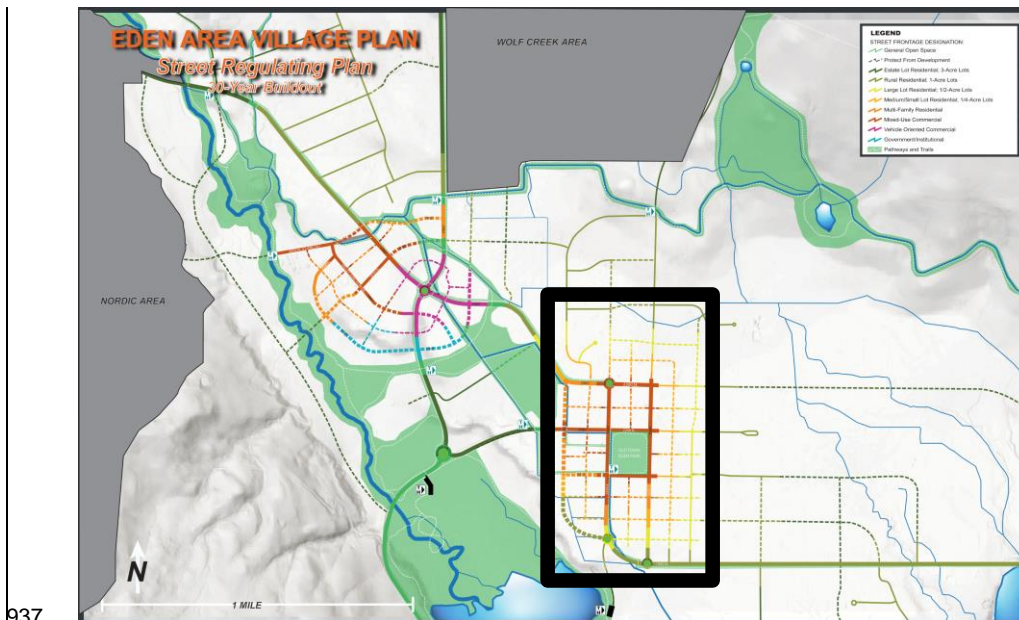 EDEN AREA VILLAGE PLAN
Street Regulating Plan
30-Year Buildout
WOLF CREEK AREA
LEGEND
STREET FRONTAGE DESIGNATION
General Open Space
Protect From Development
Estate Lot Residential, 3-Acre Lots
Rural Residential, 1-Acre Lots
Large Lot Residential, 1/2-Acre Lots
Medium/Small Lot Residential, 1/4-Acre Lots
Multi-Family Residential
Mixed-Use Commercial
Vehicle Oriented Commercial
Government/Institutional
Pathways and Trails
NORDIC AREA
N
1 MILE
937